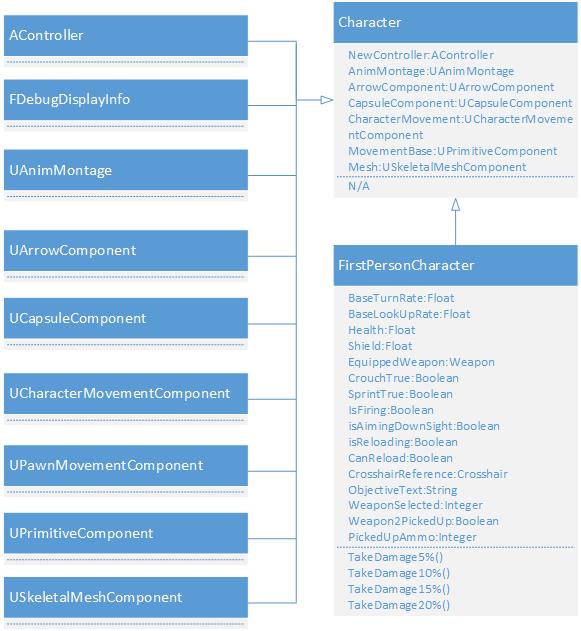 AController
FDebugDisplayInfo
UAnimMontage
UArrowComponent
UCapsuleComponent
UCharacterMovementComponent
UPawnMovementComponent
UPrimitiveComponent
USkeletalMeshComponent
Character
NewController:AController
AnimMontage:UAnimMontage
ArrowComponent:UArrowComponent
CapsuleComponent:UCapsuleComponent
CharacterMovement:UCharacterMoveme
ntComponent
MovementBase:UPrimitiveComponent
Mesh:USkeletalMeshComponent
N/A
FirstPersonCharacter
BaseTurnRate:Float
BaseLookUpRate:Float
Health:Float
Shield:Float
EquippedWeapon:Weapon
CrouchTrue:Boolean
SprintTrue:Boolean
IsFiring:Boolean
isAimingDownSight:Boolean
isReloading:Boolean
CanReload:Boolean
CrosshairReference:Crosshair
ObjectiveText:String
WeaponSelected:Integer
Weapon2PickedUp:Boolean
PickedUpAmmo:Integer
TakeDamage5%()
TakeDamage10%()
TakeDamage15%()
TakeDamage20%()